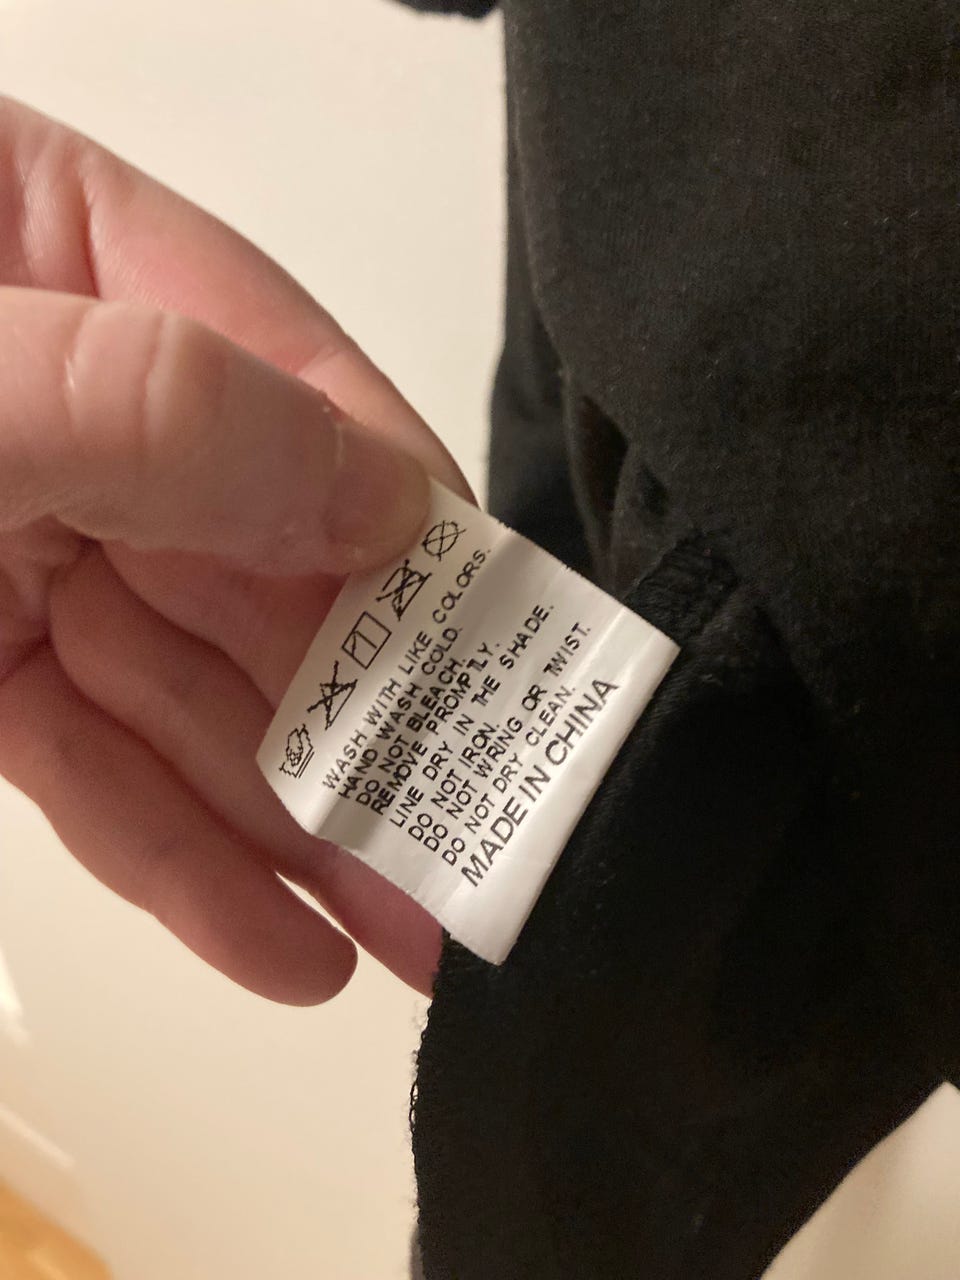 WASH WITH LIKE COLORS.
HAND WASH COLD.
DO NOT BLEACH.
REMOVE PROMPTLY.
LINE DRY IN THE SHADE.
DO NOT IRON.
DO NOT WRING OR TWIST.
DO NOT DRY CLEAN.
MADE IN CHINA